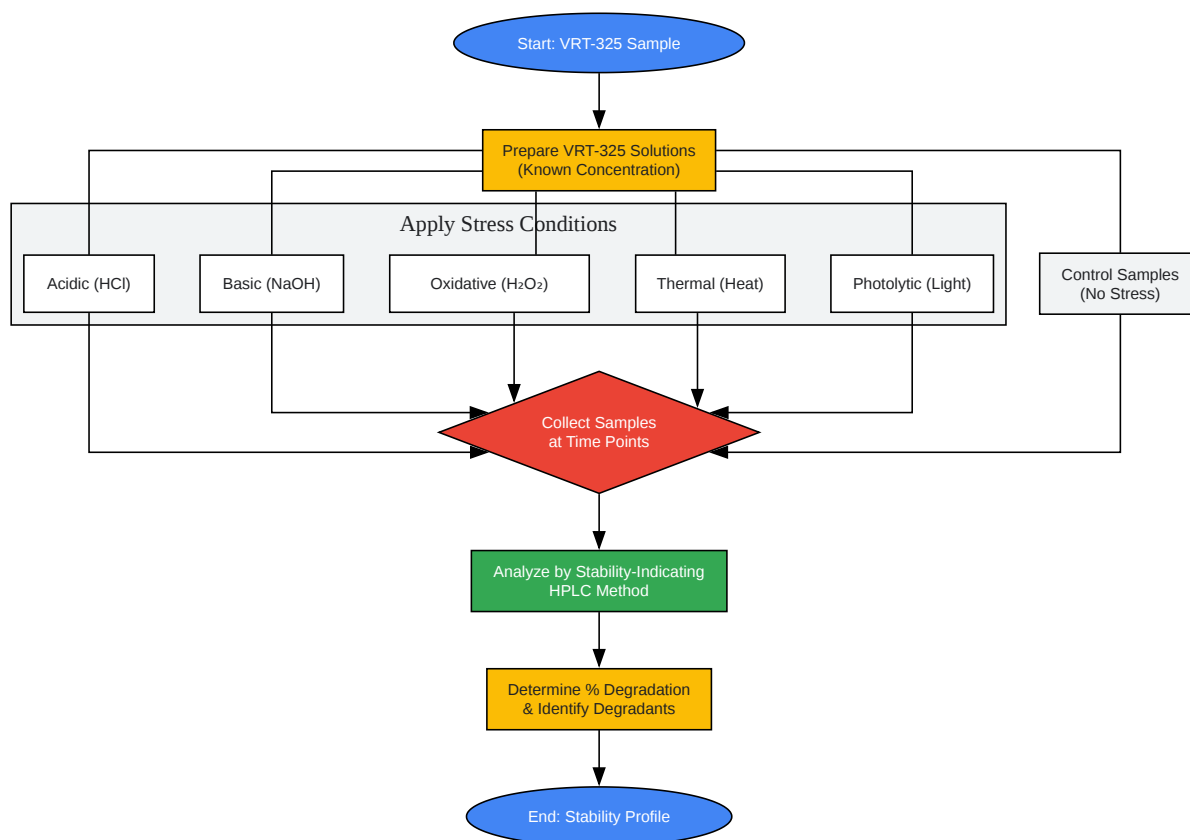 Start: VRT-325 Sample
Prepare VRT-325 Solutions
(Known Concentration)
Apply Stress Conditions
Acidic (HCl)
Basic (NaOH)
Oxidative (H₂O₂)
Thermal (Heat)
Photolytic (Light)
Control Samples
(No Stress)
Collect Samples
at Time Points
Analyze by Stability-Indicating
HPLC Method
Determine % Degradation
& Identify Degradants
End: Stability Profile